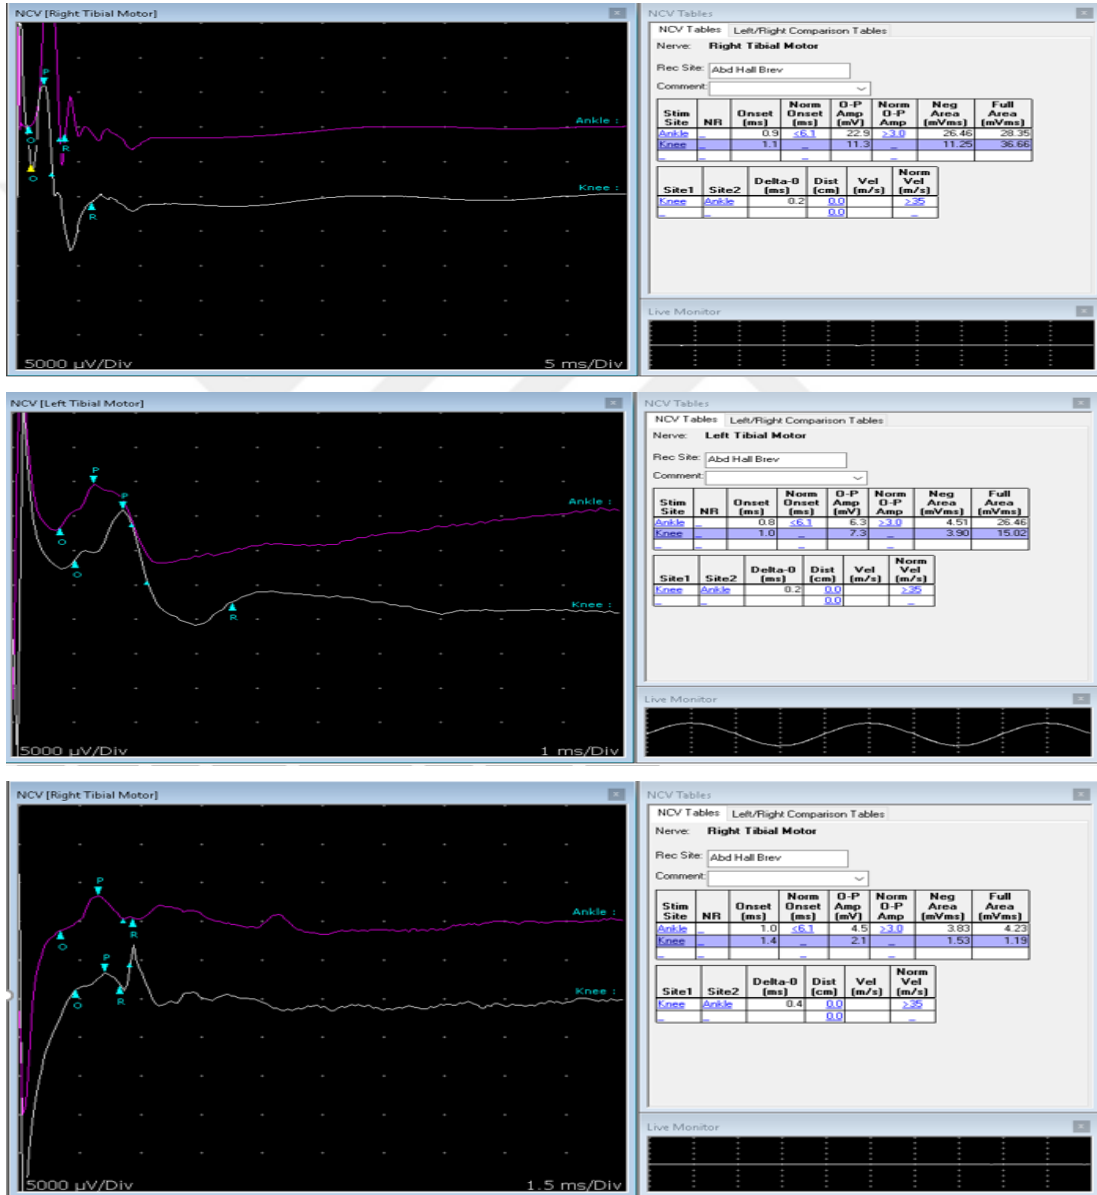 NCV [Right Tibial Motor]
P
O
R
Ankle :
O
Knee :
R
5000 µV/Div 5 ms/Div
NCV Tables
NCV Tables Left/Right Comparison Tables
Nerve: Right Tibial Motor
Rec Site: Abd Hall Brev
Comment:
Stim Site NR Onset (ms) Norm Onset (ms) O-P Amp (mV) Norm O-P Amp Neg Area (mVms) Full Area (mVms)
Ankle _ 0.9 <6.1 22.9 >3.0 26.46 28.35
Knee _ 1.1 _ 11.3 _ 11.25 36.66
_ _ _ _
Site1 Site2 Delta-0 (ms) Dist (cm) Vel (m/s) Norm Vel (m/s)
Knee Ankle 0.2 0.0 >35
_ _ 0.0 _
Live Monitor
NCV [Left Tibial Motor]
P
P
Ankle :
O
O
Knee :
R
5000 µV/Div 1 ms/Div
NCV Tables
NCV Tables Left/Right Comparison Tables
Nerve: Left Tibial Motor
Rec Site: Abd Hall Brev
Comment:
Stim Site NR Onset (ms) Norm Onset (ms) O-P Amp (mV) Norm O-P Amp Neg Area (mVms) Full Area (mVms)
Ankle _ 0.8 <6.1 6.3 >3.0 4.51 26.46
Knee _ 1.0 _ 7.3 _ 3.90 15.02
_ _ _ _
Site1 Site2 Delta-0 (ms) Dist (cm) Vel (m/s) Norm Vel (m/s)
Knee Ankle 0.2 0.0 >35
_ _ 0.0 _
Live Monitor
NCV [Right Tibial Motor]
P
Ankle :
O R
P
Knee :
O R
5000 µV/Div 1.5 ms/Div
NCV Tables
NCV Tables Left/Right Comparison Tables
Nerve: Right Tibial Motor
Rec Site: Abd Hall Brev
Comment:
Stim Site NR Onset (ms) Norm Onset (ms) O-P Amp (mV) Norm O-P Amp Neg Area (mVms) Full Area (mVms)
Ankle _ 1.0 <6.1 4.5 >3.0 3.83 4.23
Knee _ 1.4 _ 2.1 _ 1.53 1.19
_ _ _ _
Site1 Site2 Delta-0 (ms) Dist (cm) Vel (m/s) Norm Vel (m/s)
Knee Ankle 0.4 0.0 >35
_ _ 0.0 _
Live Monitor